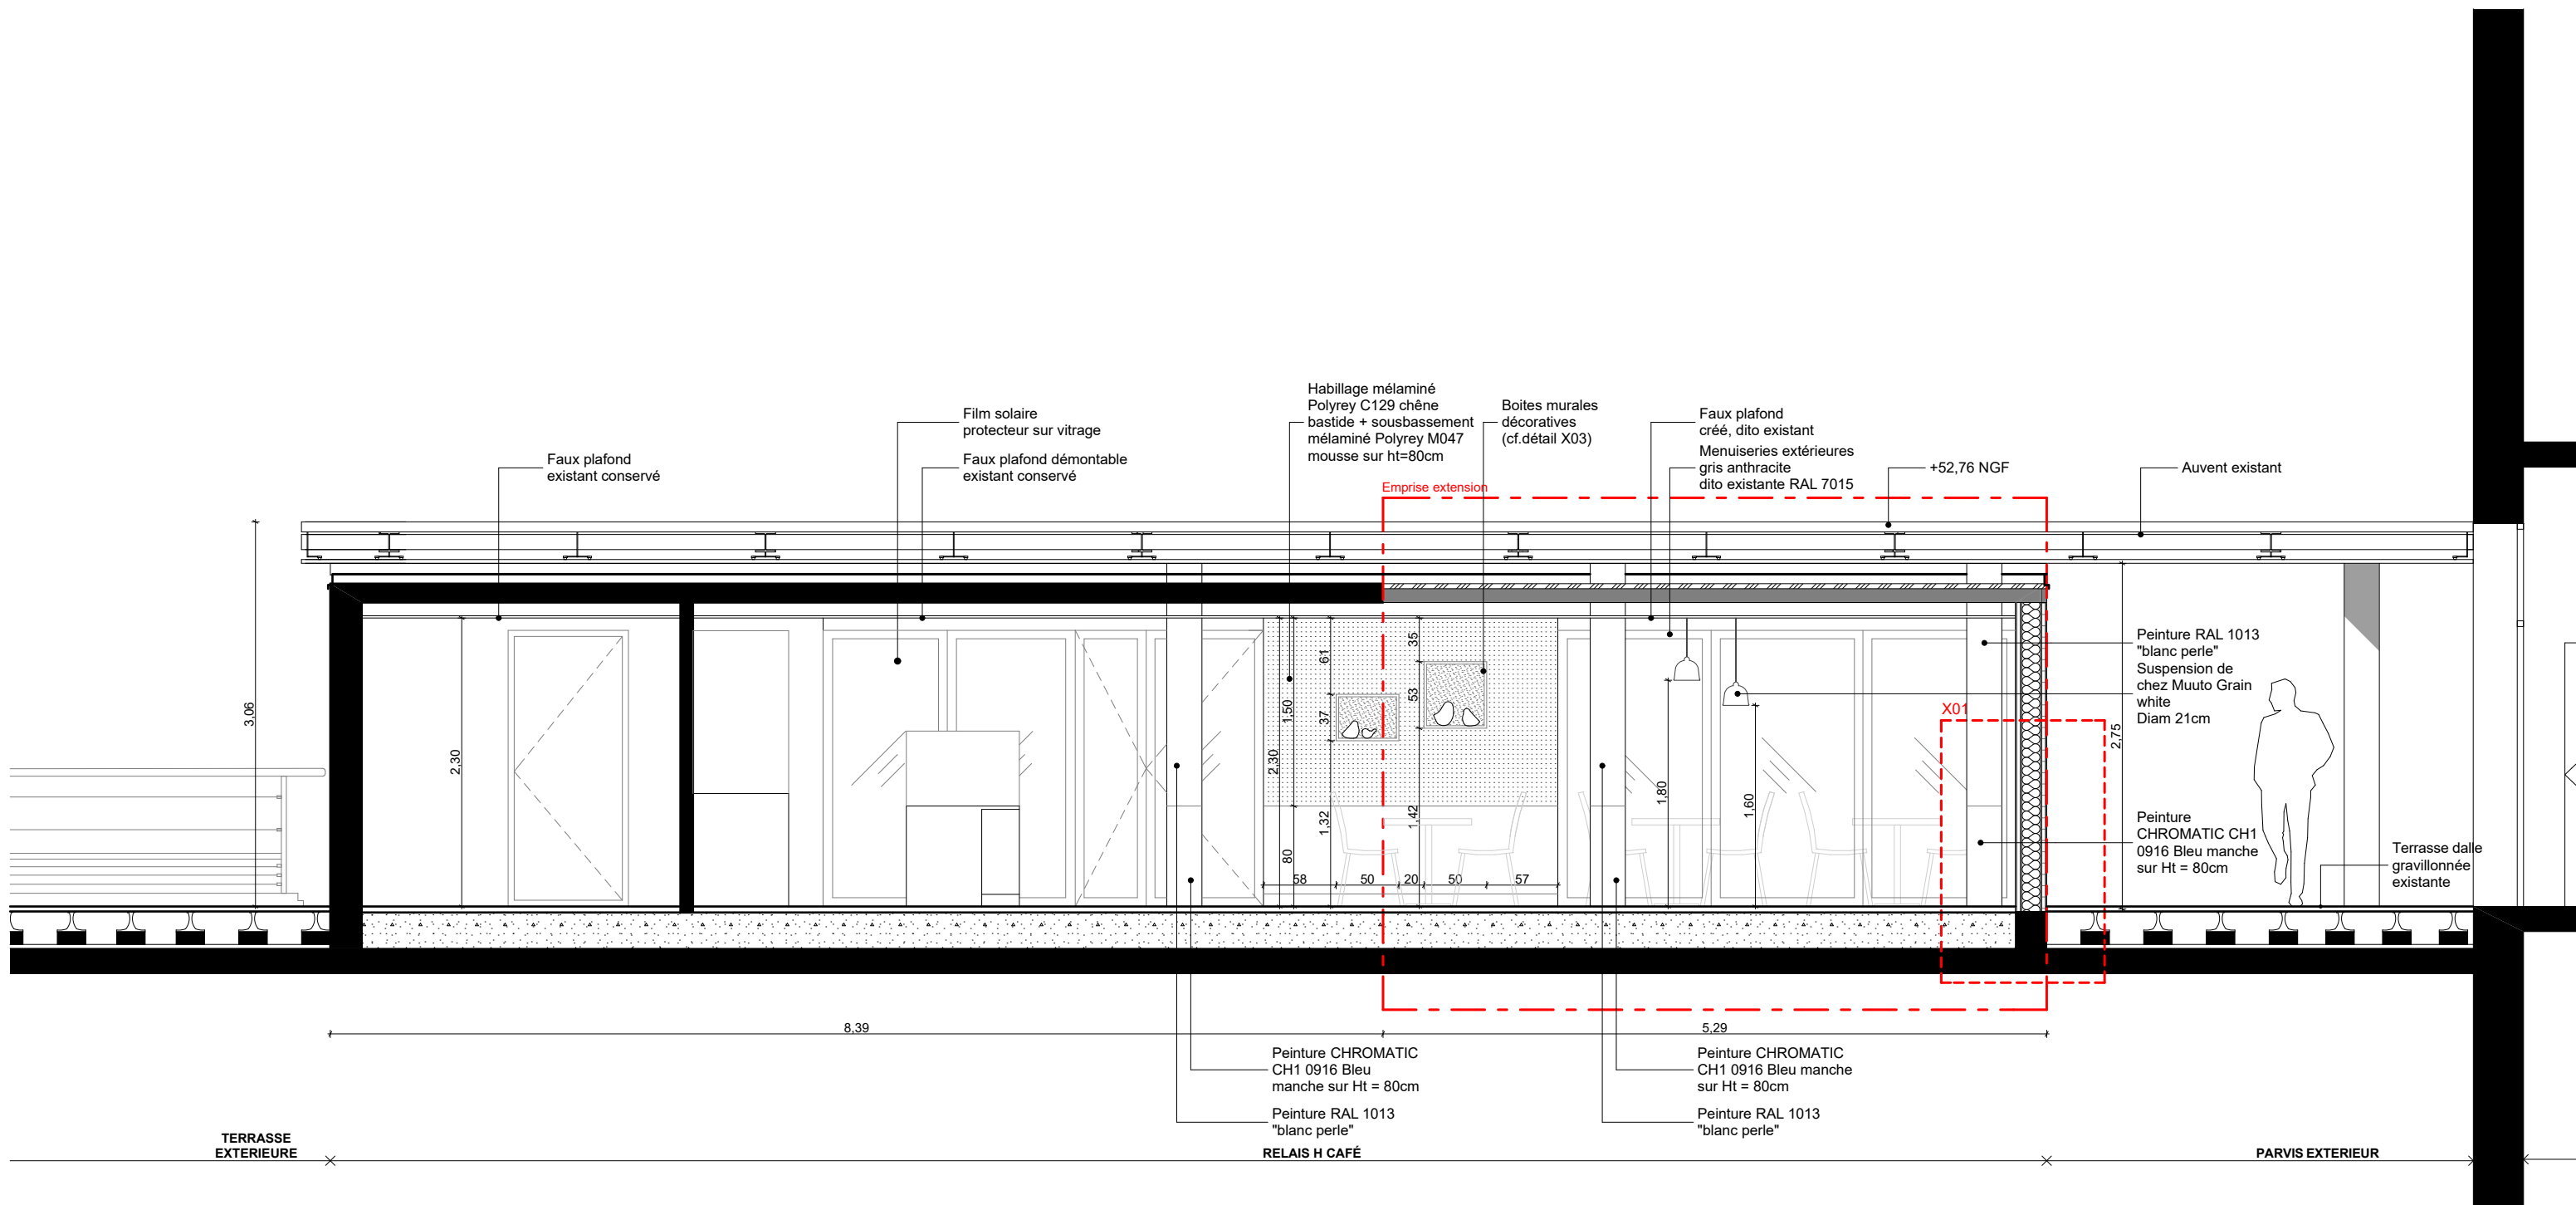 Habillage mélaminé
Polyrey C129 chêne
bastide + sousbassement
mélaminé Polyrey M047
mousse sur ht=80cm
Boites murales
décoratives
(cf.détail X03)
Film solaire
protecteur sur vitrage
Faux plafond
créé, dito existant
Menuiseries extérieures
gris anthracite
dito existante RAL 7015
Faux plafond
existant conservé
Faux plafond démontable
existant conservé
+52,76 NGF
Auvent existant
Emprise extension
3,06
2,30
2,30
1,50
80
61
37
1,32
35
53
1,42
58
50
20
50
57
1,80
1,60
X01
2,75
Peinture RAL 1013
"blanc perle"
Suspension de
chez Muuto Grain
white
Diam 21cm
Peinture
CHROMATIC CH1
0916 Bleu manche
sur Ht = 80cm
Terrasse dalle
gravillonnée
existante
8,39
5,29
Peinture CHROMATIC
CH1 0916 Bleu
manche sur Ht = 80cm
Peinture RAL 1013
"blanc perle"
Peinture CHROMATIC
CH1 0916 Bleu manche
sur Ht = 80cm
Peinture RAL 1013
"blanc perle"
TERRASSE
EXTERIEURE
RELAIS H CAFÉ
PARVIS EXTERIEUR